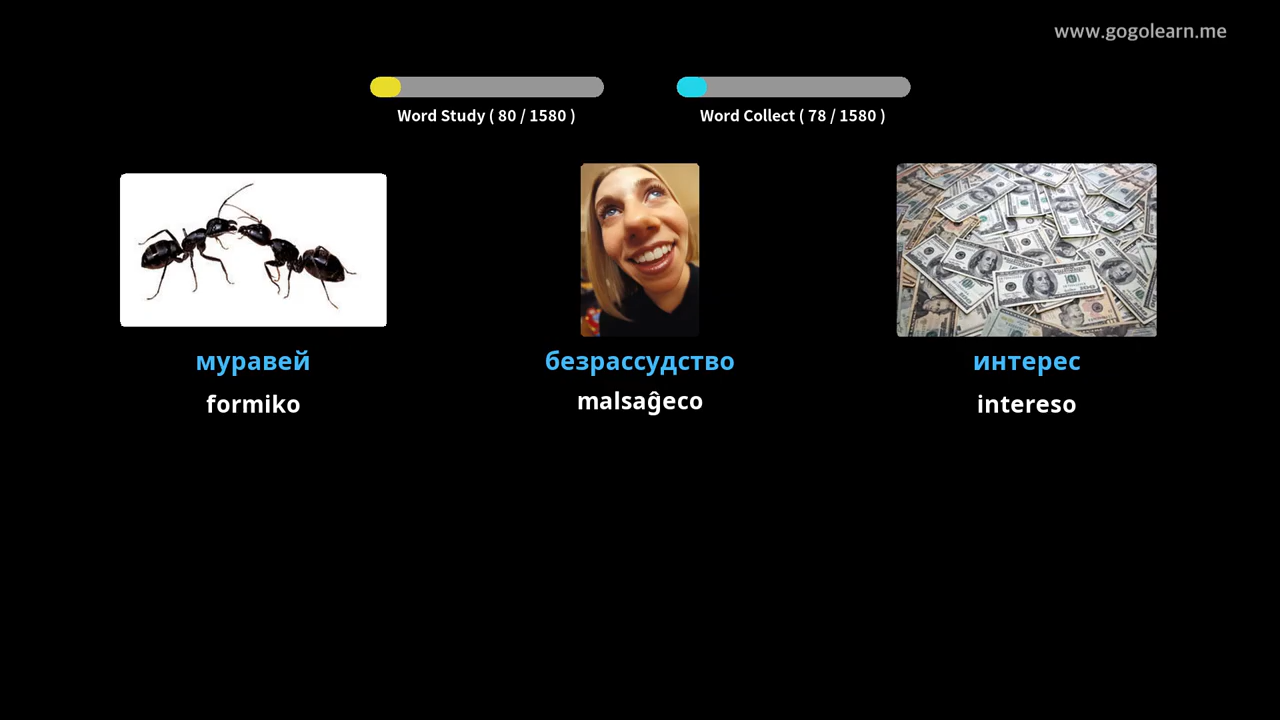 www.gogolearn.me
Word Study ( 80 / 1580 )
Word Collect ( 78 / 1580 )
муравей
безрассудство
интерес
formiko
malsaĝeco
intereso